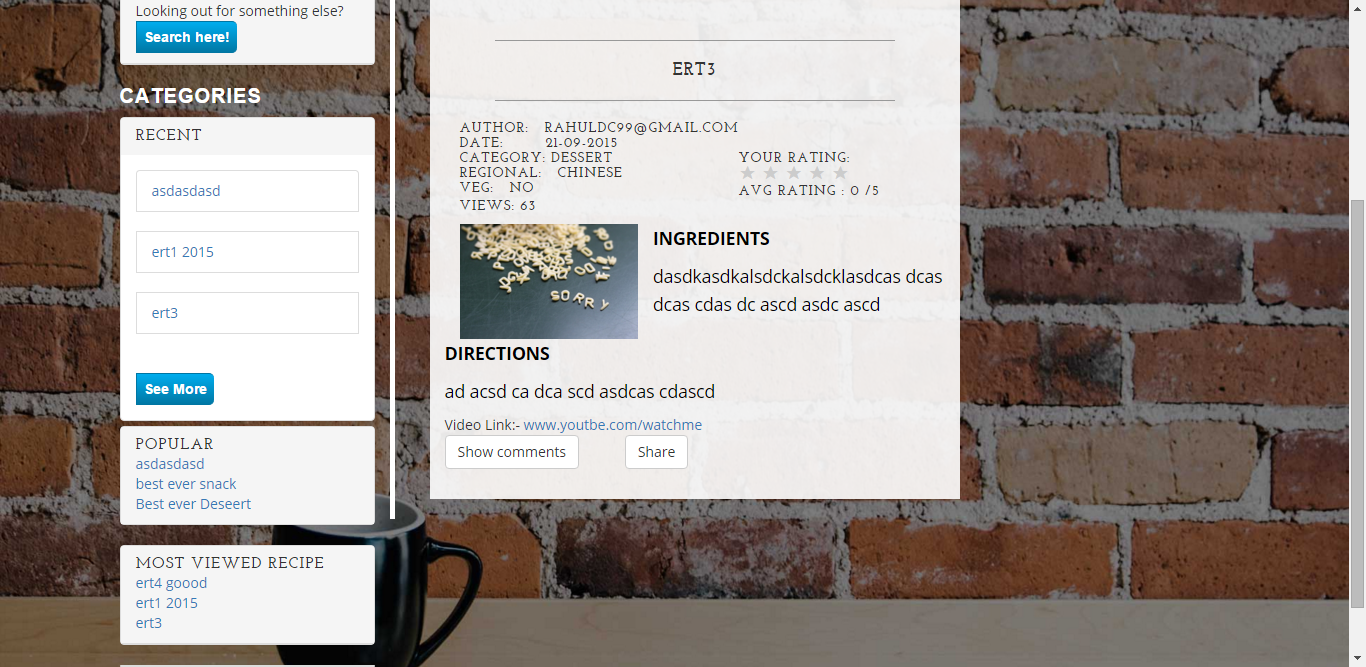 Looking out for something else?
Search here!
CATEGORIES
RECENT
asdasdasd
ert1 2015
ert3
See More
POPULAR
asdasdasd
best ever snack
Best ever Deseert
MOST VIEWED RECIPE
ert4 goood
ert1 2015
ert3
ERT3
AUTHOR: RAHULDC99@GMAIL.COM
DATE: 21-09-2015
CATEGORY: DESSERT
REGIONAL: CHINESE
VEG: NO
VIEWS: 63
YOUR RATING:
AVG RATING : 0 /5
SORRY
INGREDIENTS
dasdkasdkalsdckalsdcklasdcas dcas
dcas cdas dc ascd asdc ascd
DIRECTIONS
ad acsd ca dca scd asdcas cdascd
Video Link:- www.youtbe.com/watchme
Show comments
Share